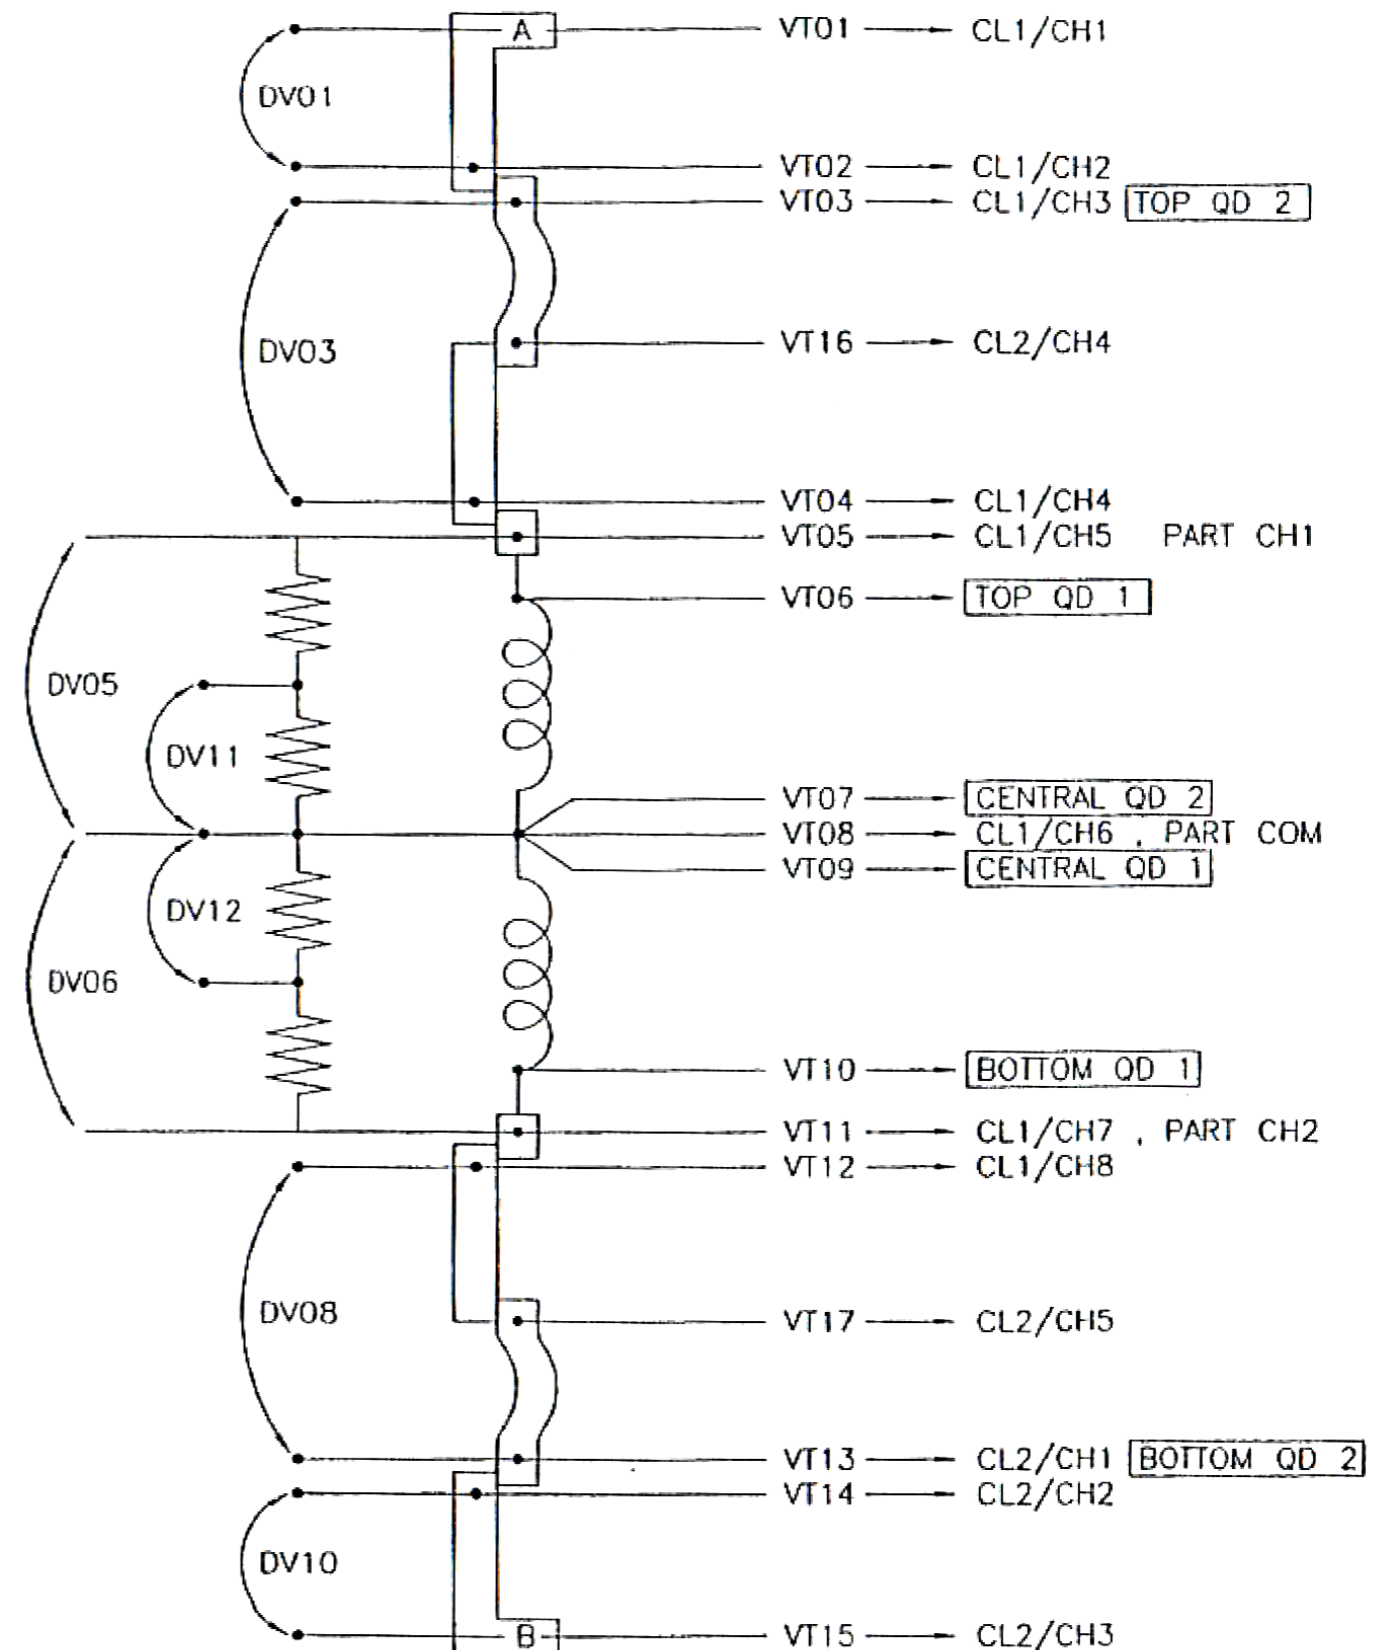 A VT01 CL1/CH1
DV01
VT02 CL1/CH2
VT03 CL1/CH3 TOP QD 2
DV03 VT16 CL2/CH4
VT04 CL1/CH4
VT05 CL1/CH5 PART CH1
VT06 TOP QD 1
DV05
DV11
VT07 CENTRAL QD 2
VT08 CL1/CH6 , PART COM
VT09 CENTRAL QD 1
DV12
DV06
VT10 BOTTOM QD 1
VT11 CL1/CH7 , PART CH2
VT12 CL1/CH8
DV08 VT17 CL2/CH5
VT13 CL2/CH1 BOTTOM QD 2
VT14 CL2/CH2
DV10
B VT15 CL2/CH3